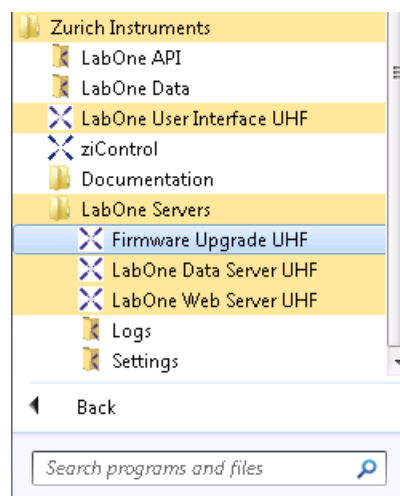 Zurich Instruments
LabOne API
LabOne Data
LabOne User Interface UHF
ziControl
Documentation
LabOne Servers
Firmware Upgrade UHF
LabOne Data Server UHF
LabOne Web Server UHF
Logs
Settings
Back
Search programs and files